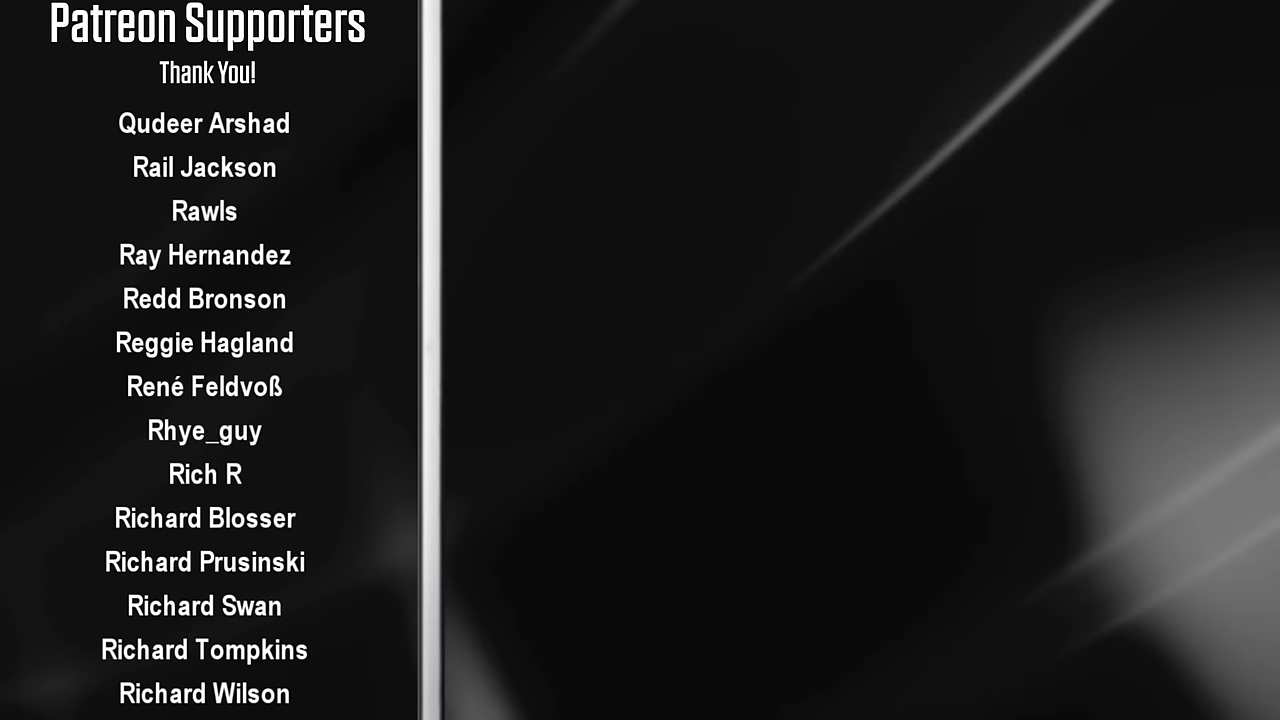 Patreon Supporters
Thank You!
Qudeer Arshad
Rail Jackson
Rawls
Ray Hernandez
Redd Bronson
Reggie Hagland
René Feldvoß
Rhye_guy
Rich R
Richard Blosser
Richard Prusinski
Richard Swan
Richard Tompkins
Richard Wilson